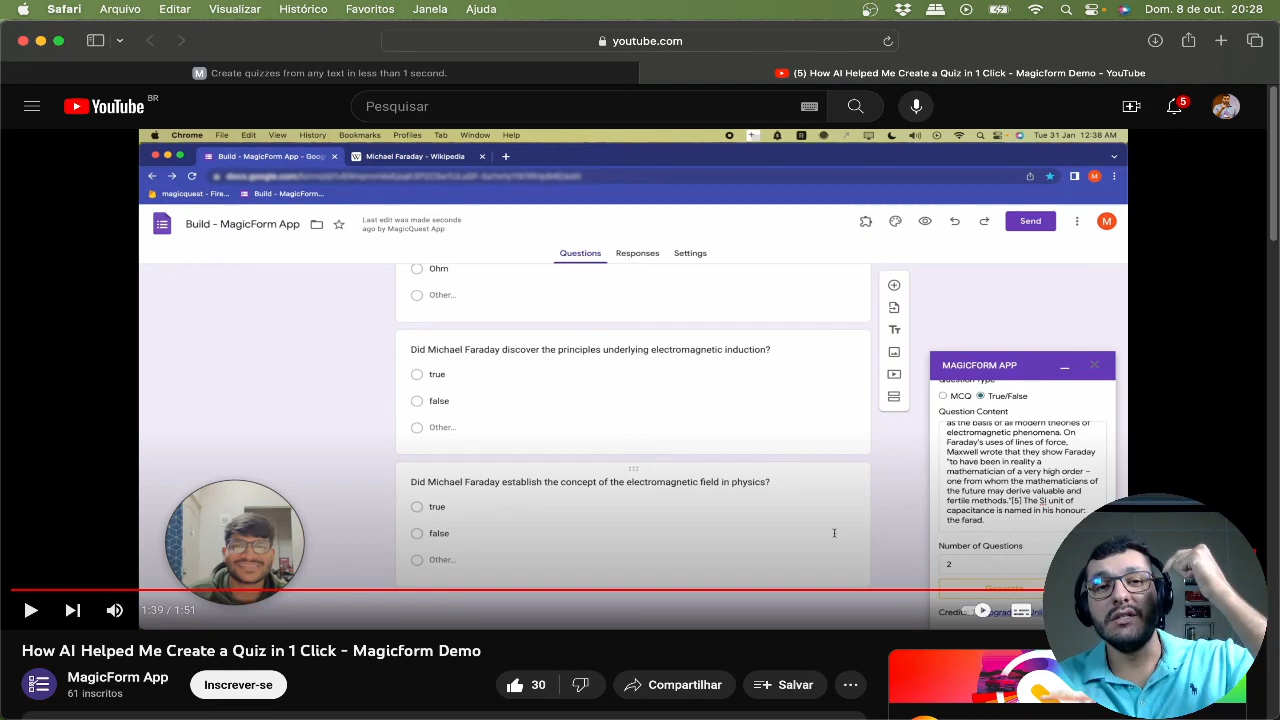 Safari Arquivo Editar Visualizar Histórico Favoritos Janela Ajuda Dom. 8 de out. 20:28
youtube.com
M Create quizzes from any text in less than 1 second.
(5) How AI Helped Me Create a Quiz in 1 Click - Magicform Demo - YouTube
YouTube BR
Pesquisar
5
Chrome File Edit View History Bookmarks Profiles Tab Window Help Tue 31 Jan 12:38 AM
Build - MagicForm App - Goog
W Michael Faraday - Wikipedia
M
magicquest - Fire...
Build - MagicForm...
Build - MagicForm App
Last edit was made seconds
ago by MagicQuest App
Send
M
Questions Responses Settings
Ohm
Other...
Did Michael Faraday discover the principles underlying electromagnetic induction?
true
false
Other...
Did Michael Faraday establish the concept of the electromagnetic field in physics?
true
false
Other...
Tт
MAGICFORM APP
Question Type
MCQ True/False
Question Content
as the basis of all modern theories of
electromagnetic phenomena. On
Faraday's uses of lines of force,
Maxwell wrote that they show Faraday
"to have been in reality a
mathematician of a very high order –
one from whom the mathematicians of
the future may derive valuable and
fertile methods."[5] The SI unit of
capacitance is named in his honour:
the farad.
Number of Questions
2
Generate
Credits:
1:39 / 1:51
How AI Helped Me Create a Quiz in 1 Click - Magicform Demo
MagicForm App
61 inscritos
Inscrever-se
30
Compartilhar
Salvar